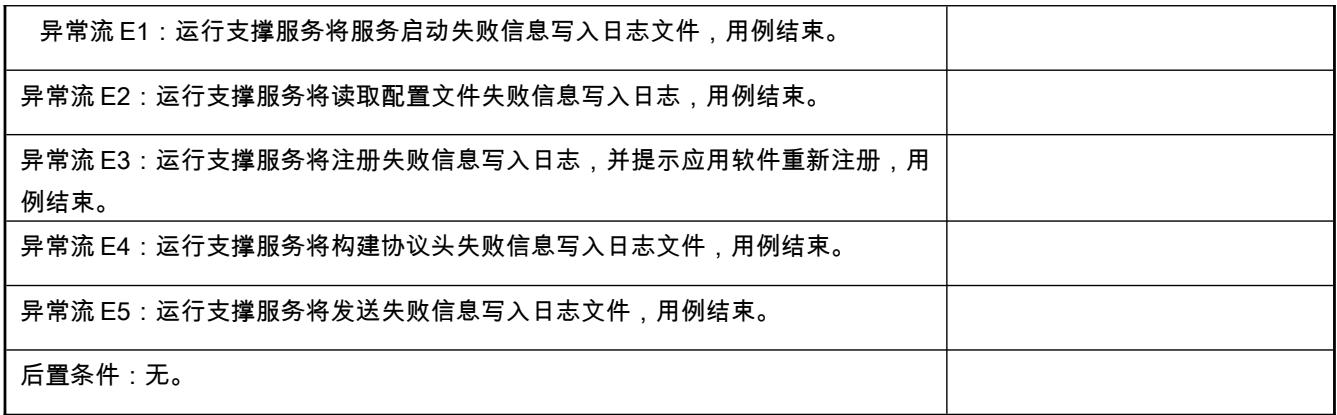 异常流 E1：运行支撑服务将服务启动失败信息写入日志文件，用例结束。
异常流 E2：运行支撑服务将读取配置文件失败信息写入日志，用例结束。
异常流 E3：运行支撑服务将注册失败信息写入日志，并提示应用软件重新注册，用
例结束。
异常流 E4：运行支撑服务将构建协议头失败信息写入日志文件，用例结束。
异常流 E5：运行支撑服务将发送失败信息写入日志文件，用例结束。
后置条件：无。